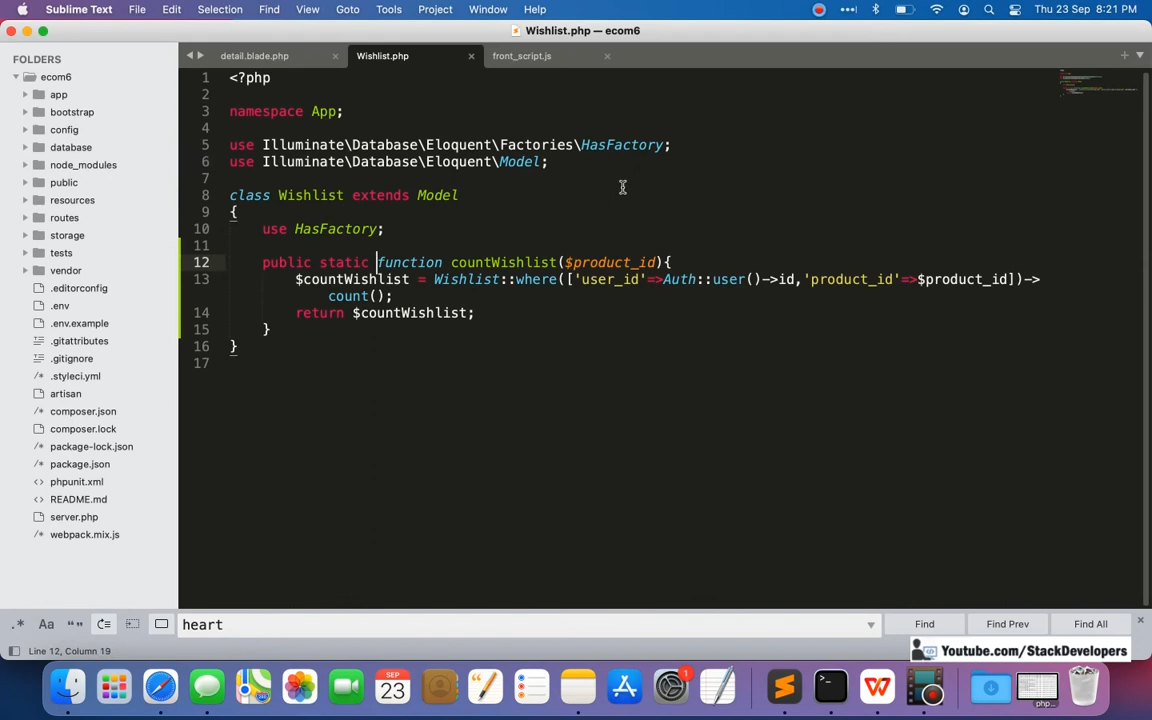 Sublime Text File Edit Selection Find View Goto Tools Project Window Help Thu 23 Sep 8:21 PM
Wishlist.php — ecom6
FOLDERS
ecom6
app
bootstrap
config
database
node_modules
public
resources
routes
storage
tests
vendor
.editorconfig
.env
.env.example
.gitattributes
.gitignore
.styleci.yml
artisan
composer.json
composer.lock
package-lock.json
package.json
phpunit.xml
README.md
server.php
webpack.mix.js
detail.blade.php Wishlist.php front_script.js
1 <?php
2
3 namespace App;
4
5 use Illuminate\Database\Eloquent\Factories\HasFactory;
6 use Illuminate\Database\Eloquent\Model;
7
8 class Wishlist extends Model
9 {
10 use HasFactory;
11
12 public static function countWishlist($product_id){
13 $countWishlist = Wishlist::where(['user_id'=>Auth::user()->id,'product_id'=>$product_id])->
count();
14 return $countWishlist;
15 }
16 }
17
.* Aa “” heart Find Find Prev Find All
Line 12, Column 19
Youtube.com/StackDevelopers
SEP
23
1
php...